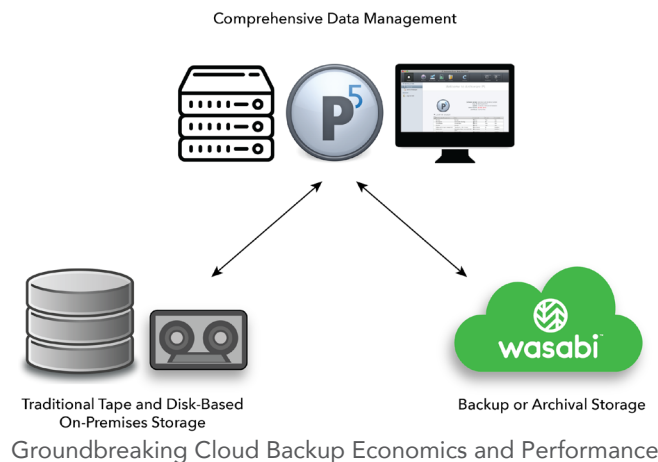 Comprehensive Data Management
P5
wasabi
Traditional Tape and Disk-Based
On-Premises Storage
Backup or Archival Storage
Groundbreaking Cloud Backup Economics and Performance